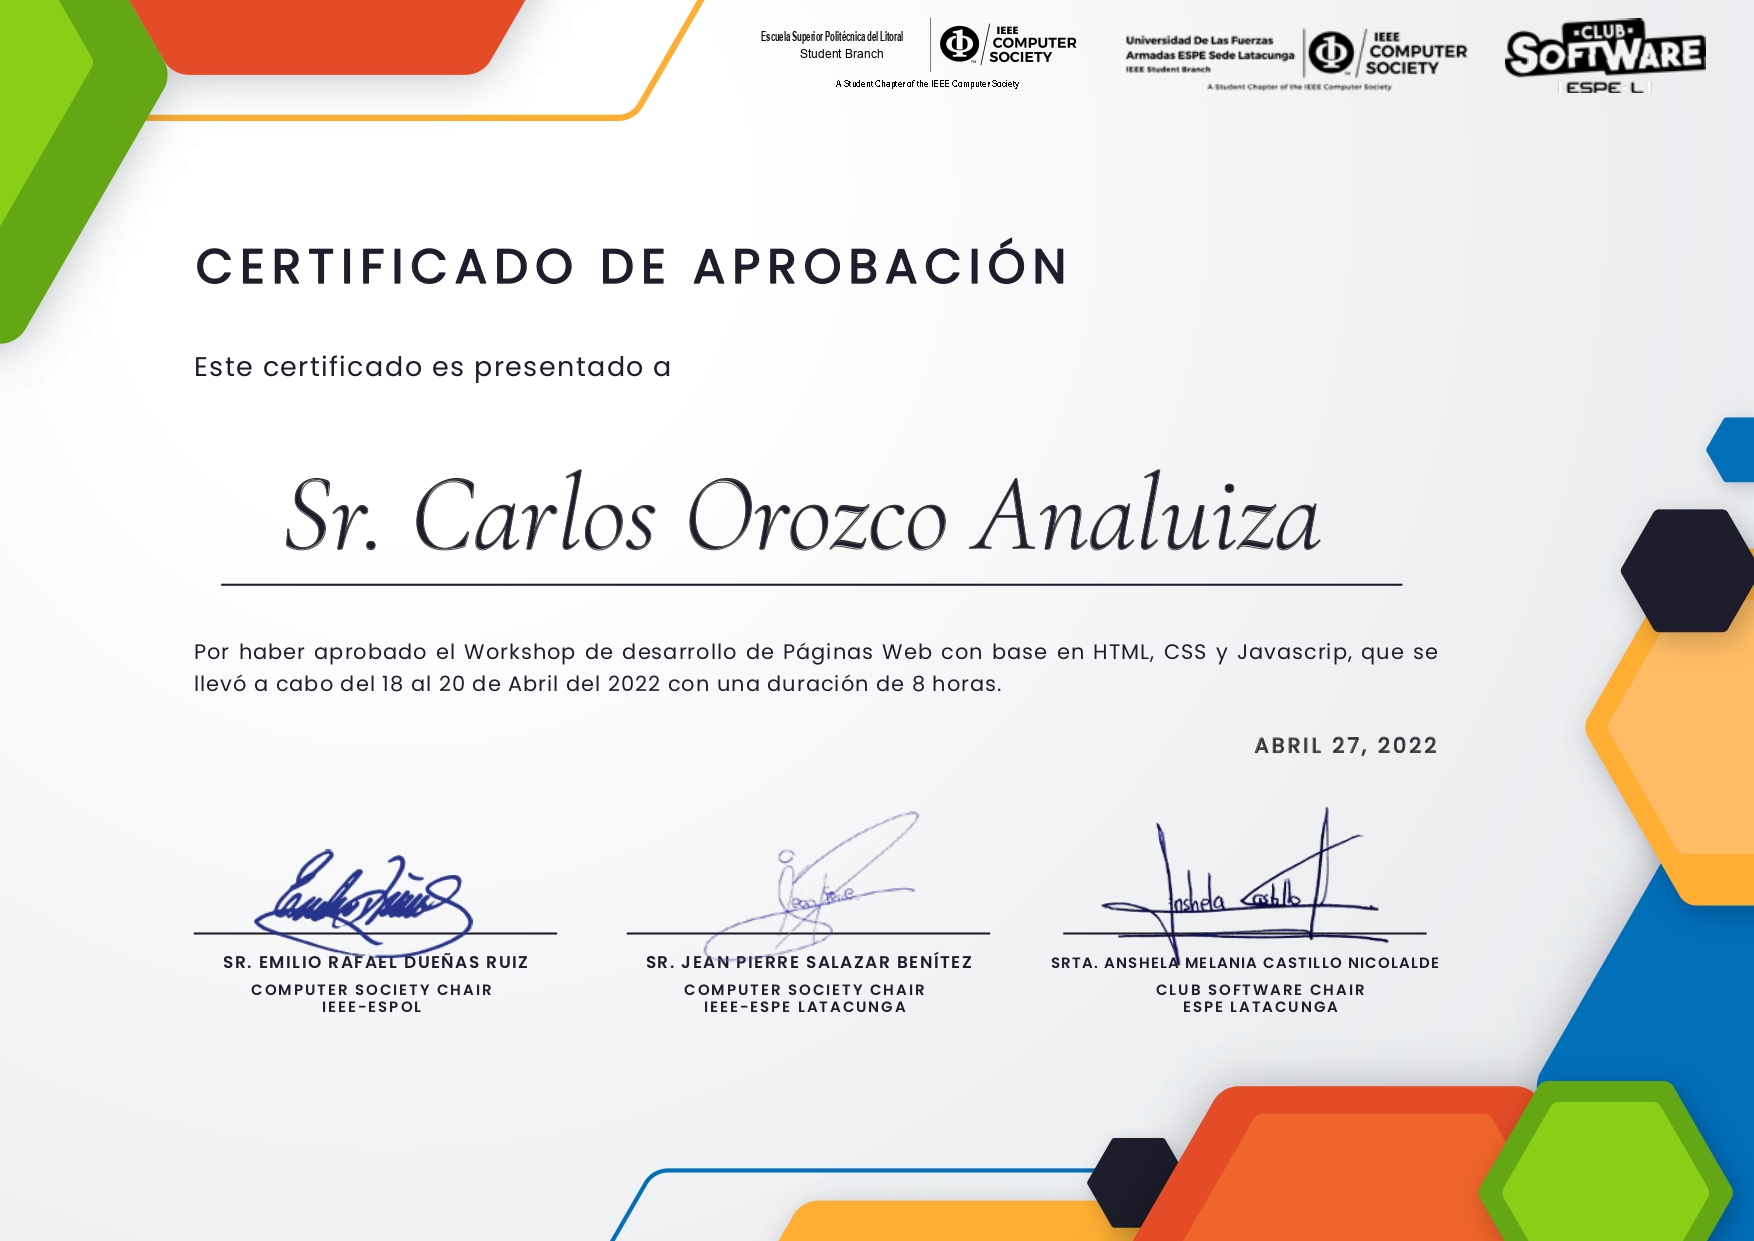 Escuela Superior Politécnica del Litoral
Student Branch
IEEE
COMPUTER
SOCIETY
A Student Chapter of the IEEE Computer Society
Universidad De Las Fuerzas
Armadas ESPE Sede Latacunga
IEEE Student Branch
IEEE
COMPUTER
SOCIETY
A Student Chapter of the IEEE Computer Society
CLUB
SOFTWARE
ESPE L
CERTIFICADO DE APROBACIÓN
Este certificado es presentado a
Sr. Carlos Orozco Analuiza
Por haber aprobado el Workshop de desarrollo de Páginas Web con base en HTML, CSS y Javascrip, que se
llevó a cabo del 18 al 20 de Abril del 2022 con una duración de 8 horas.
ABRIL 27, 2022
Anshela Castillo
SR. EMILIO RAFAEL DUEÑAS RUIZ
COMPUTER SOCIETY CHAIR
IEEE-ESPOL
SR. JEAN PIERRE SALAZAR BENÍTEZ
COMPUTER SOCIETY CHAIR
IEEE-ESPE LATACUNGA
SRTA. ANSHELA MELANIA CASTILLO NICOLALDE
CLUB SOFTWARE CHAIR
ESPE LATACUNGA